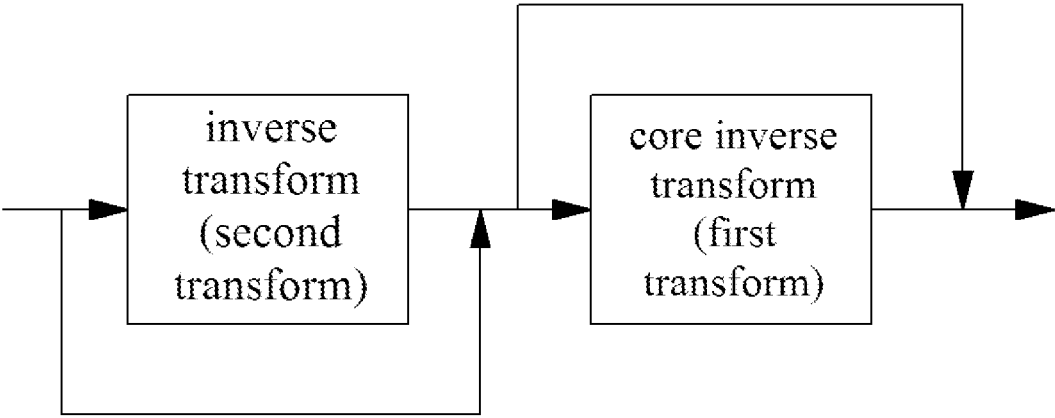 inverse
transform
(second
transform)
core inverse
transform
(first
transform)